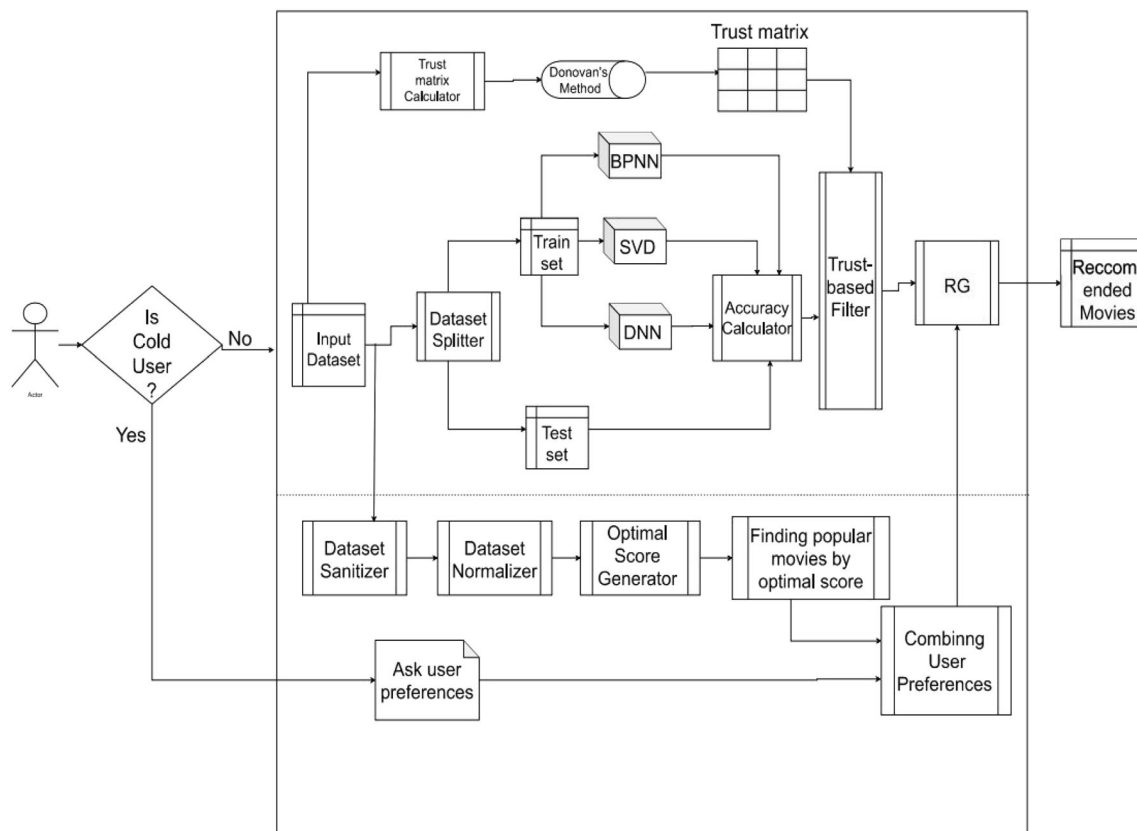 Trust matrix
Trust
matrix
Calculator
Donovan's
Method
BPNN
Train
set
SVD
DNN
Is
Cold
User
?
No
Yes
Actor
Input
Dataset
Dataset
Splitter
Accuracy
Calculator
Trust-
based
Filter
RG
Reccom
ended
Movies
Test
set
Dataset
Sanitizer
Dataset
Normalizer
Optimal
Score
Generator
Finding popular
movies by
optimal score
Ask user
preferences
Combinng
User
Preferences